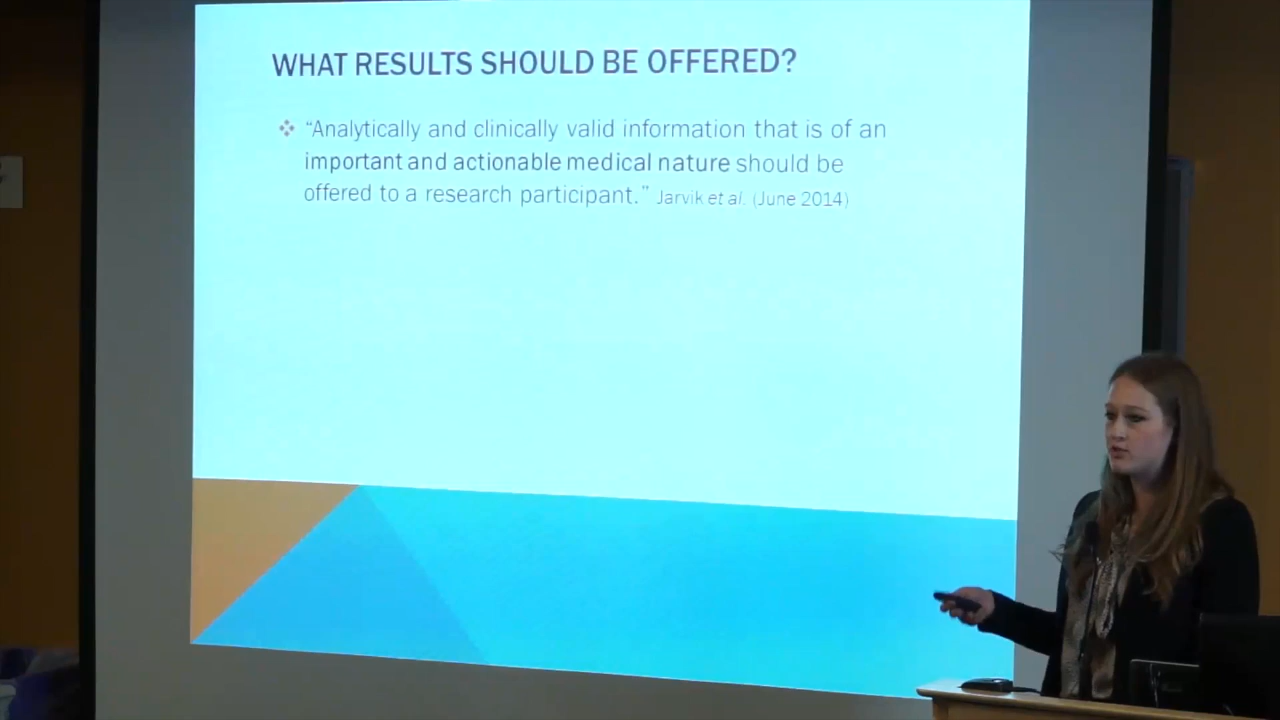 WHAT RESULTS SHOULD BE OFFERED?
❖ “Analytically and clinically valid information that is of an
important and actionable medical nature should be
offered to a research participant.” Jarvik et al. (June 2014)